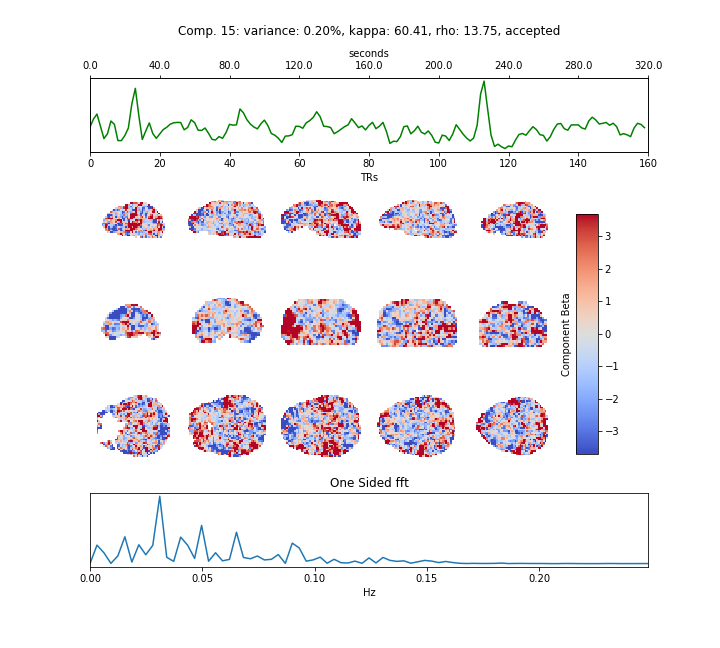 Comp. 15: variance: 0.20%, kappa: 60.41, rho: 13.75, accepted
seconds
0.0 40.0 80.0 120.0 160.0 200.0 240.0 280.0 320.0
0 20 40 60 80 100 120 140 160
TRs
3
2
1
0
−1
−2
−3
Component Beta
One Sided fft
0.00 0.05 0.10 0.15 0.20
Hz